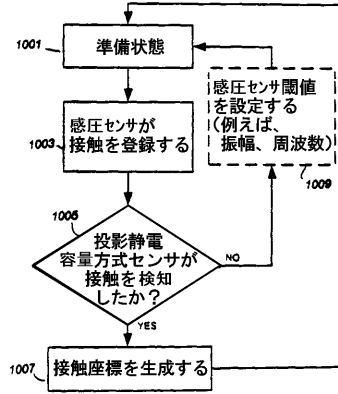 1001
準備状態
1003
感圧センサが
接触を登録する
感圧センサ閾値
を設定する
(例えば、
振幅、周波数)
1009
1005
投影静電
容量方式センサが
接触を検知
したか?
NO
YES
1007
接触座標を生成する